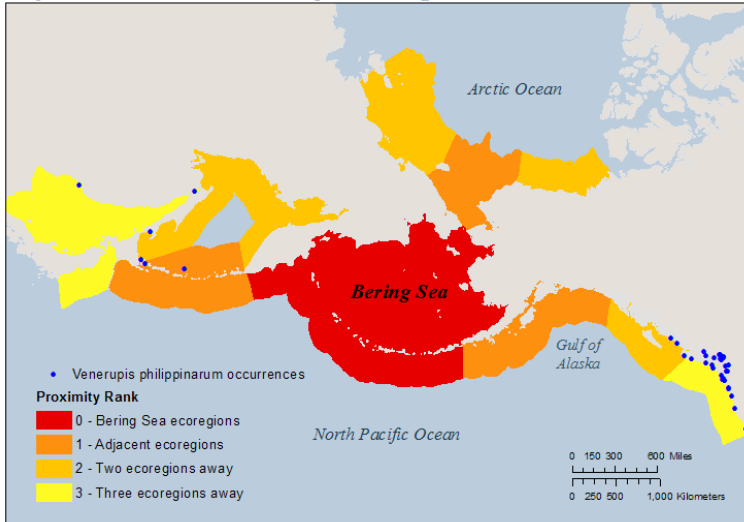 Arctic Ocean
Bering Sea
Gulf of
Alaska
North Pacific Ocean
Venerupis philippinarum occurrences
Proximity Rank
0 - Bering Sea ecoregions
1 - Adjacent ecoregions
2 - Two ecoregions away
3 - Three ecoregions away
0 150 300 600 Miles
0 250 500 1,000 Kilometers